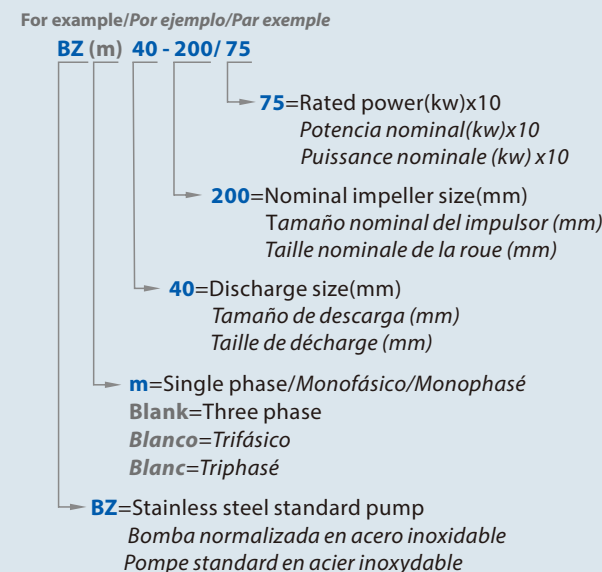 For example/Por ejemplo/Par exemple
BZ (m) 40 - 200/ 75
75=Rated power(kw)x10
Potencia nominal(kw)x10
Puissance nominale (kw) x10
200=Nominal impeller size(mm)
Tamaño nominal del impulsor (mm)
Taille nominale de la roue (mm)
40=Discharge size(mm)
Tamaño de descarga (mm)
Taille de décharge (mm)
m=Single phase/Monofásico/Monophasé
Blank=Three phase
Blanco=Trifásico
Blanc=Triphasé
BZ=Stainless steel standard pump
Bomba normalizada en acero inoxidable
Pompe standard en acier inoxydable